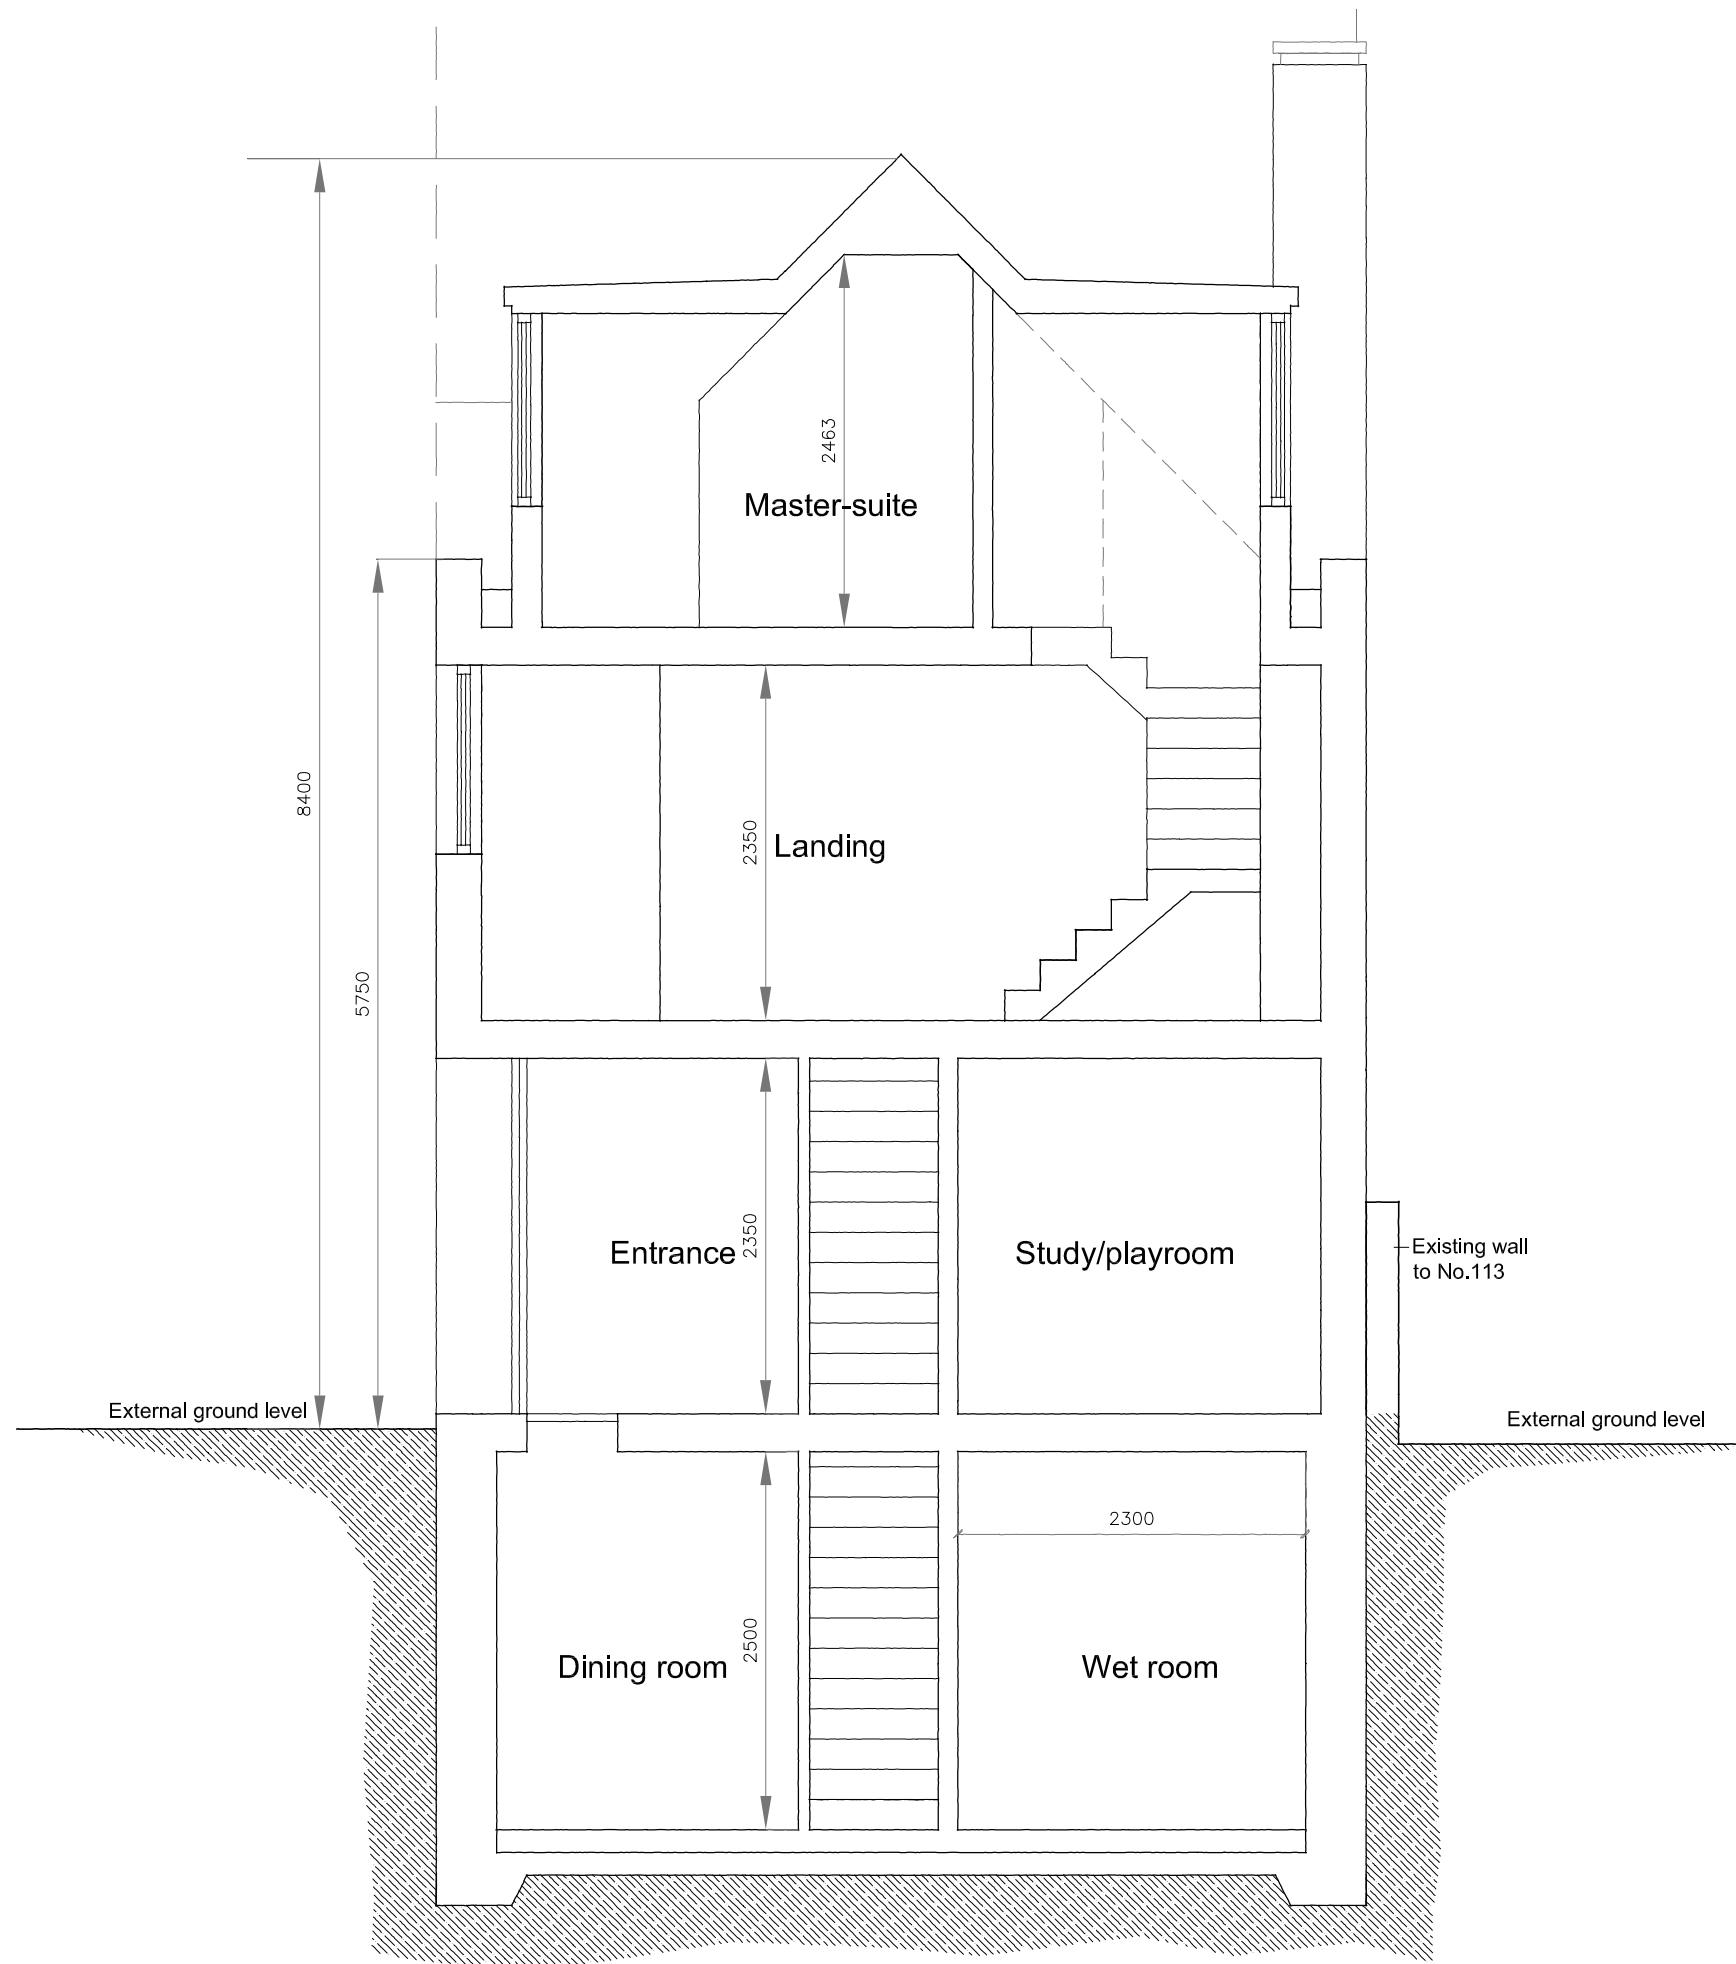 2463
Master-suite
8400
2350
Landing
5750
Entrance
2350
Study/playroom
Existing wall
to No.113
External ground level
External ground level
2300
2500
Dining room
Wet room